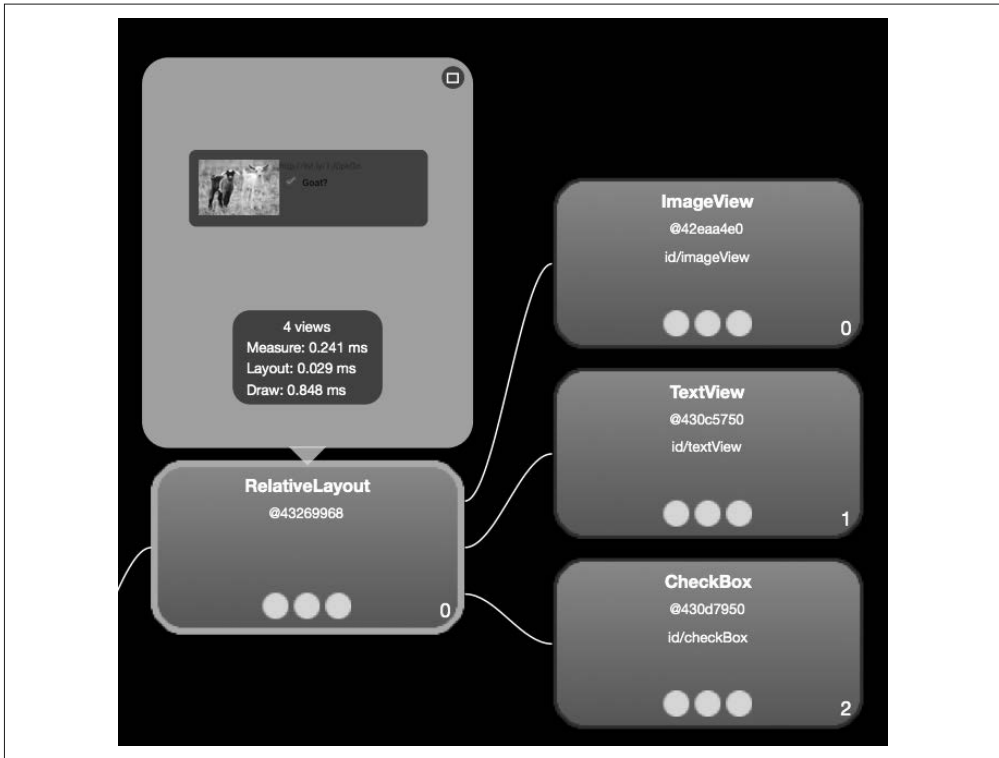 Goat?
4 views
Measure: 0.241 ms
Layout: 0.029 ms
Draw: 0.848 ms
RelativeLayout
@43269968
0
ImageView
@42eaa4e0
id/imageView
0
TextView
@430c5750
id/textView
1
CheckBox
@430d7950
id/checkBox
2